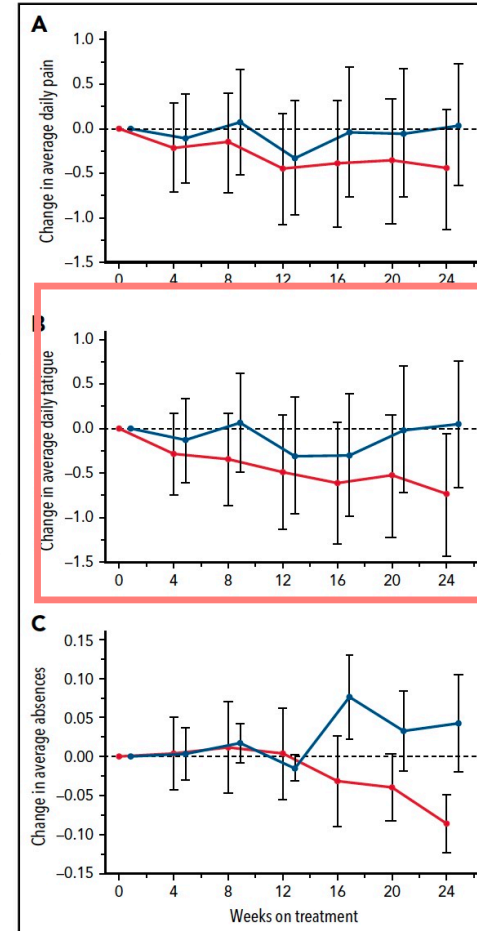 A
Change in average daily pain
1.0
0.5
0.0
−0.5
−1.0
−1.5
0 4 8 12 16 20 24
B
Change in average daily fatigue
1.0
0.5
0.0
−0.5
−1.0
−1.5
0 4 8 12 16 20 24
C
Change in average absences
0.15
0.10
0.05
0.00
−0.05
−0.10
−0.15
0 4 8 12 16 20 24
Weeks on treatment